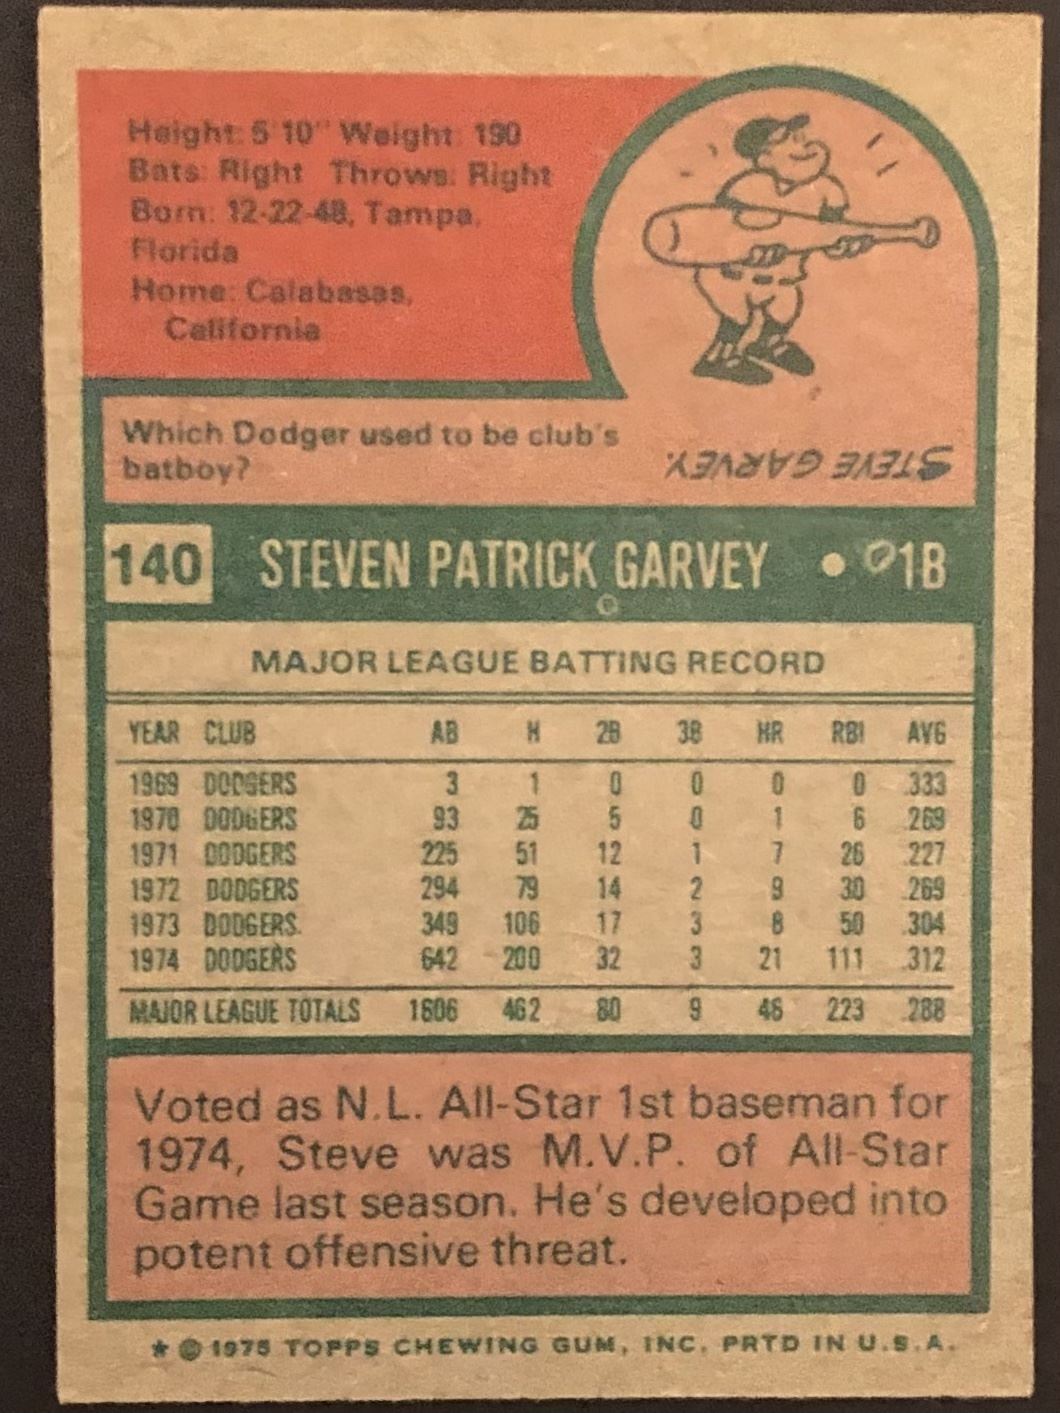 Height: 5'10" Weight: 190
Bats: Right Throws: Right
Born: 12-22-48, Tampa,
Florida
Home: Calabasas,
California
Which Dodger used to be club's
batboy?
STEVE GARVEY.
140 STEVEN PATRICK GARVEY • 1B
MAJOR LEAGUE BATTING RECORD
YEAR CLUB AB H 2B 3B HR RBI AVG
1969 DODGERS 3 1 0 0 0 0 .333
1970 DODGERS 93 25 5 0 1 6 .269
1971 DODGERS 225 51 12 1 7 26 .227
1972 DODGERS 294 79 14 2 9 30 .269
1973 DODGERS 349 106 17 3 8 50 .304
1974 DODGERS 642 200 32 3 21 111 .312
MAJOR LEAGUE TOTALS 1606 462 80 9 46 223 .288
Voted as N.L. All-Star 1st baseman for
1974, Steve was M.V.P. of All-Star
Game last season. He's developed into
potent offensive threat.
★ © 1975 TOPPS CHEWING GUM, INC. PRTD IN U.S.A.